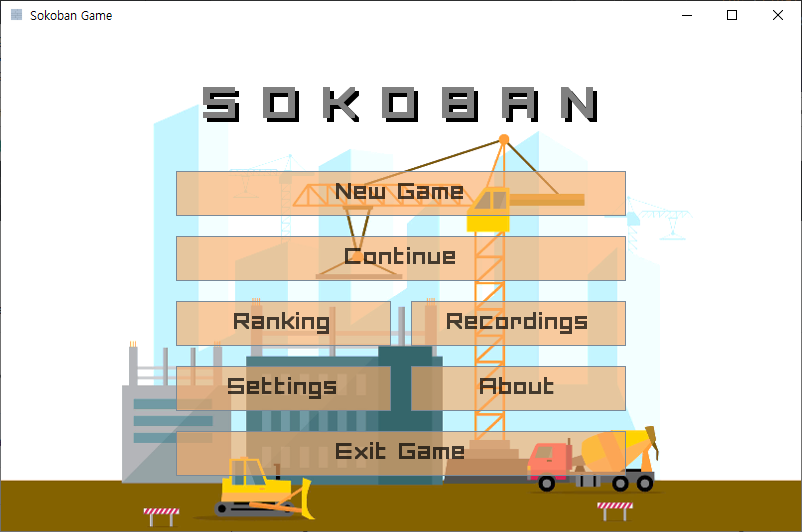 Sokoban Game
SOKOBAN
New Game
Continue
Ranking
Recordings
Settings
About
Exit Game